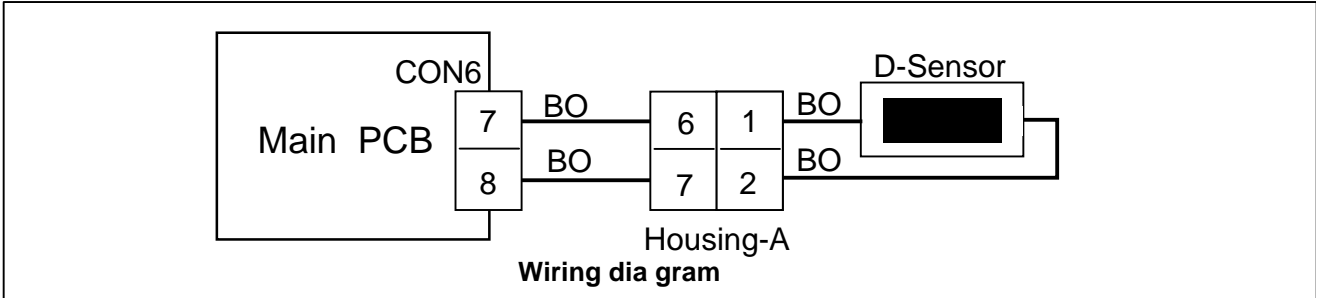 D-Sensor
CON6
Main PCB
7 BO 6 1 BO
8 BO 7 2 BO
Housing-A
Wiring dia gram